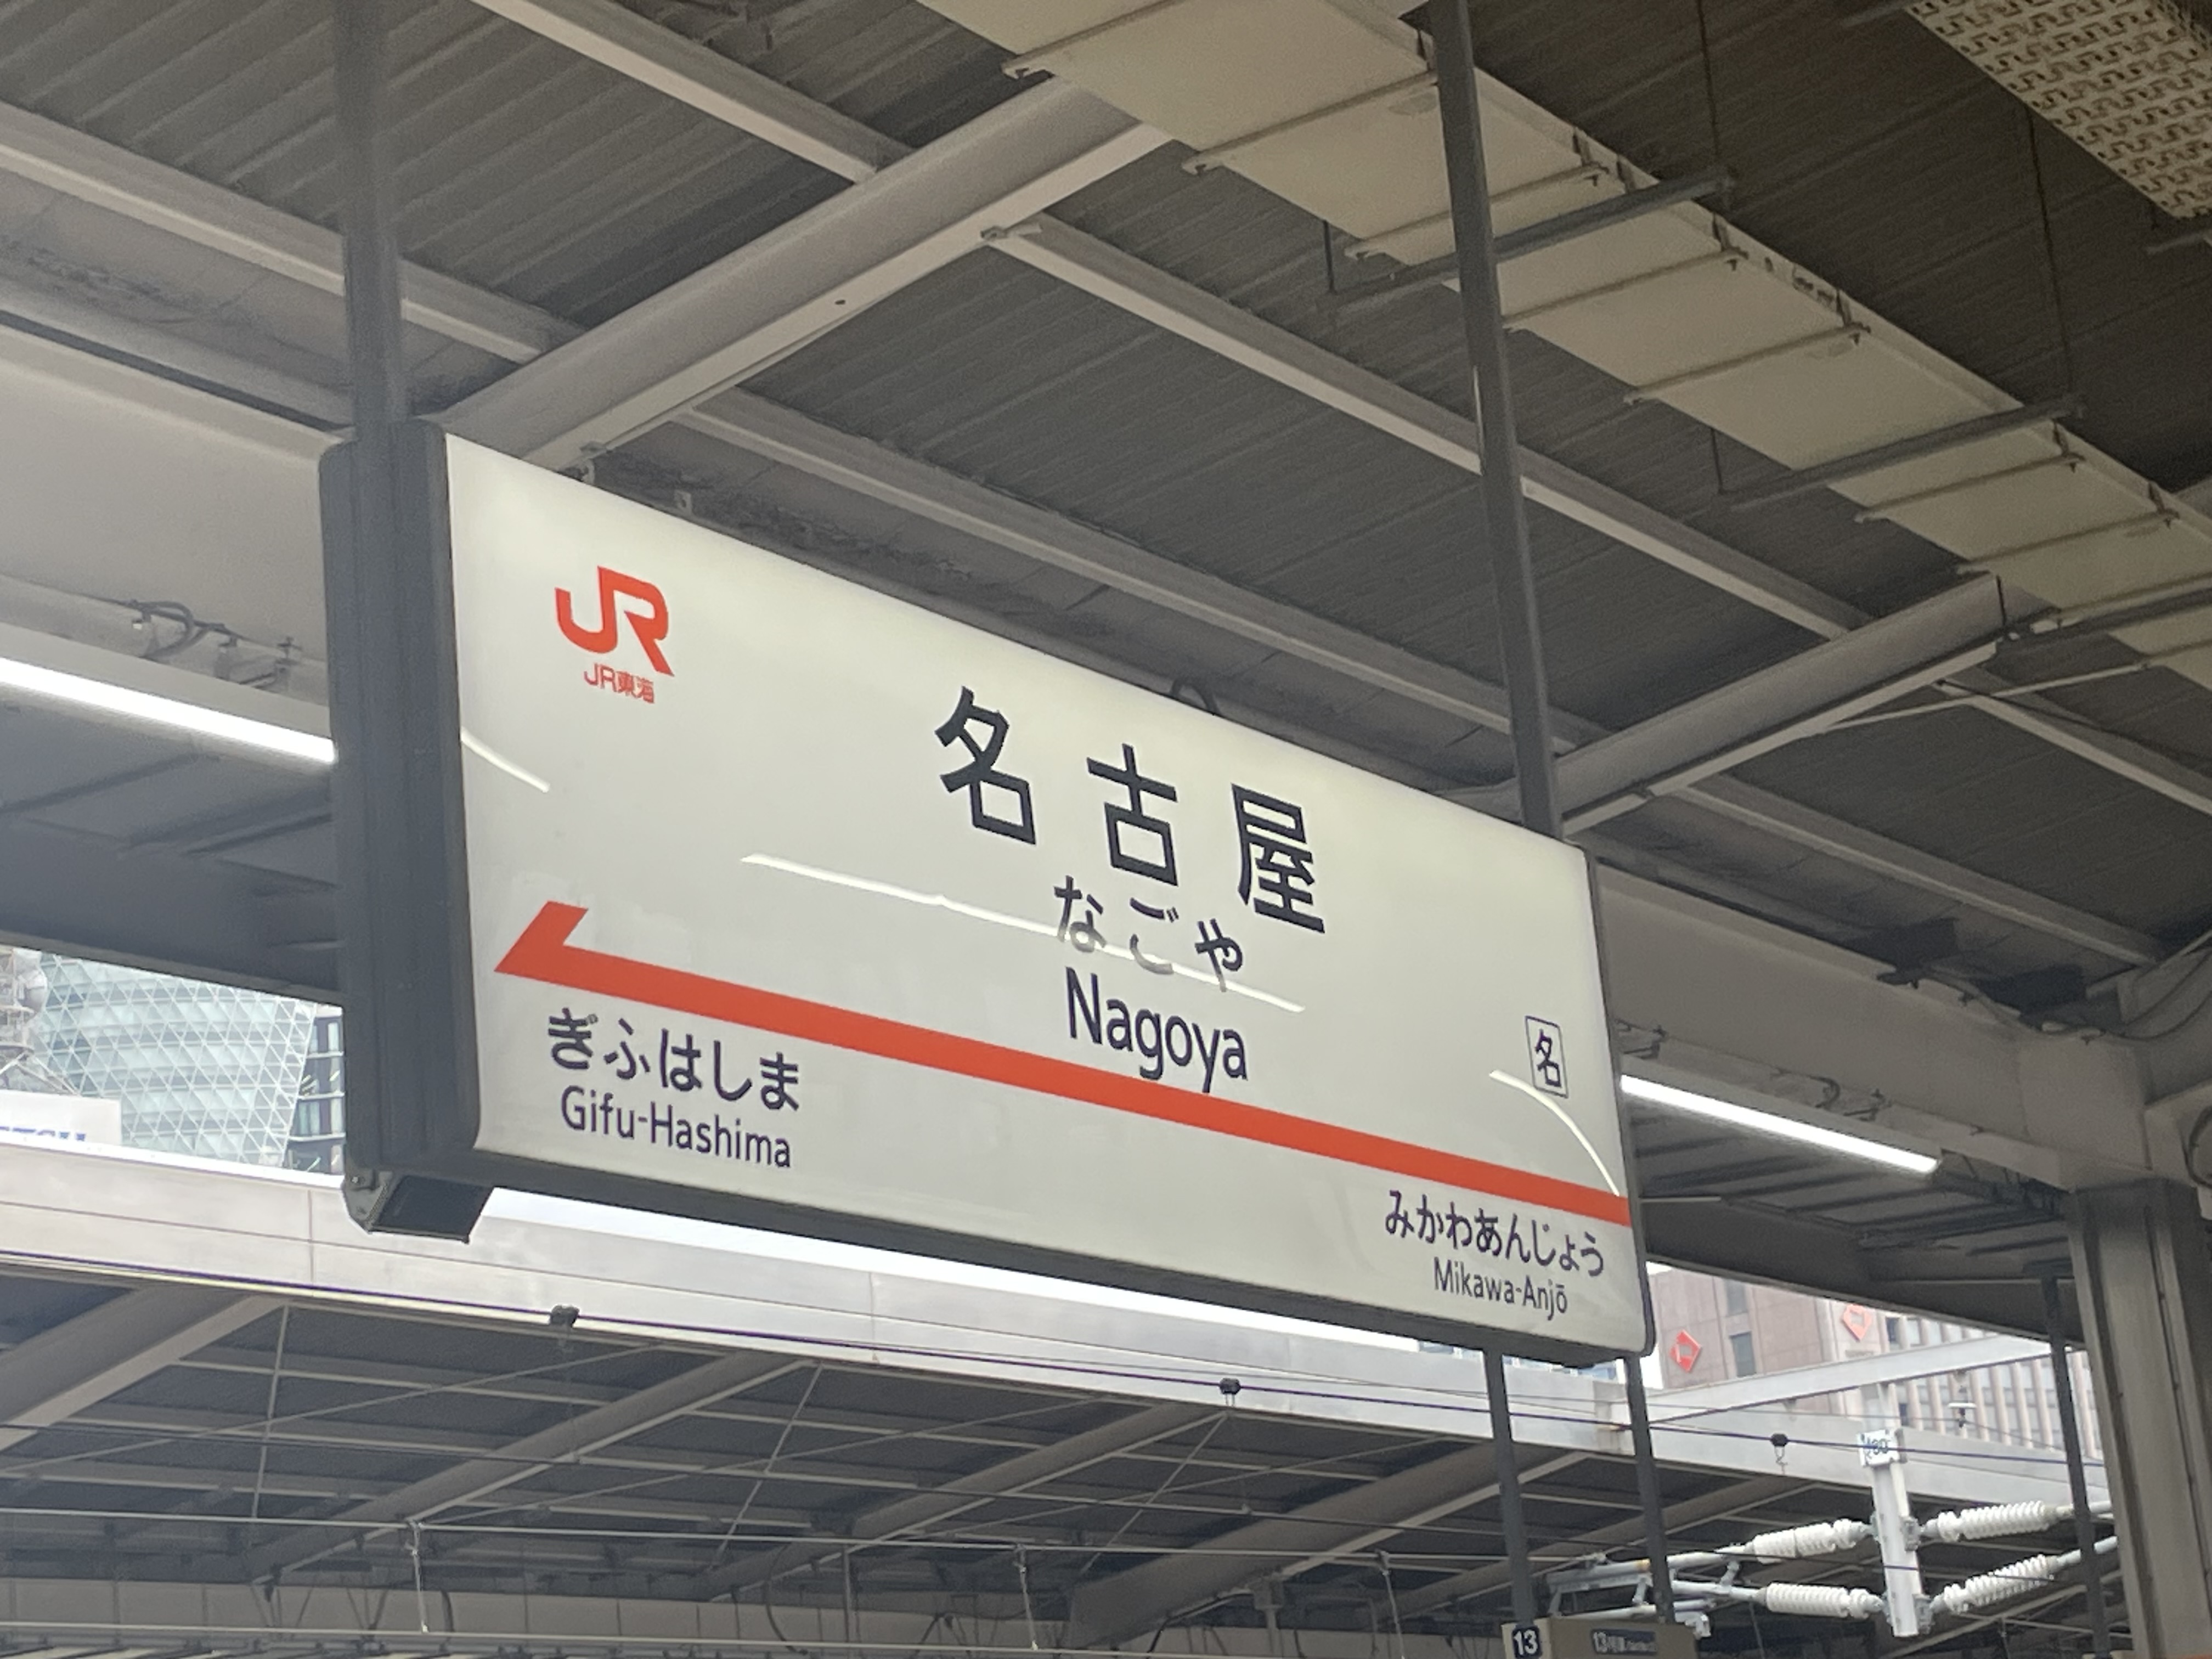 JR
JR東海
名古屋
なごや
Nagoya
名
ぎふはしま
Gifu-Hashima
みかわあんじょう
Mikawa-Anjō
13
13